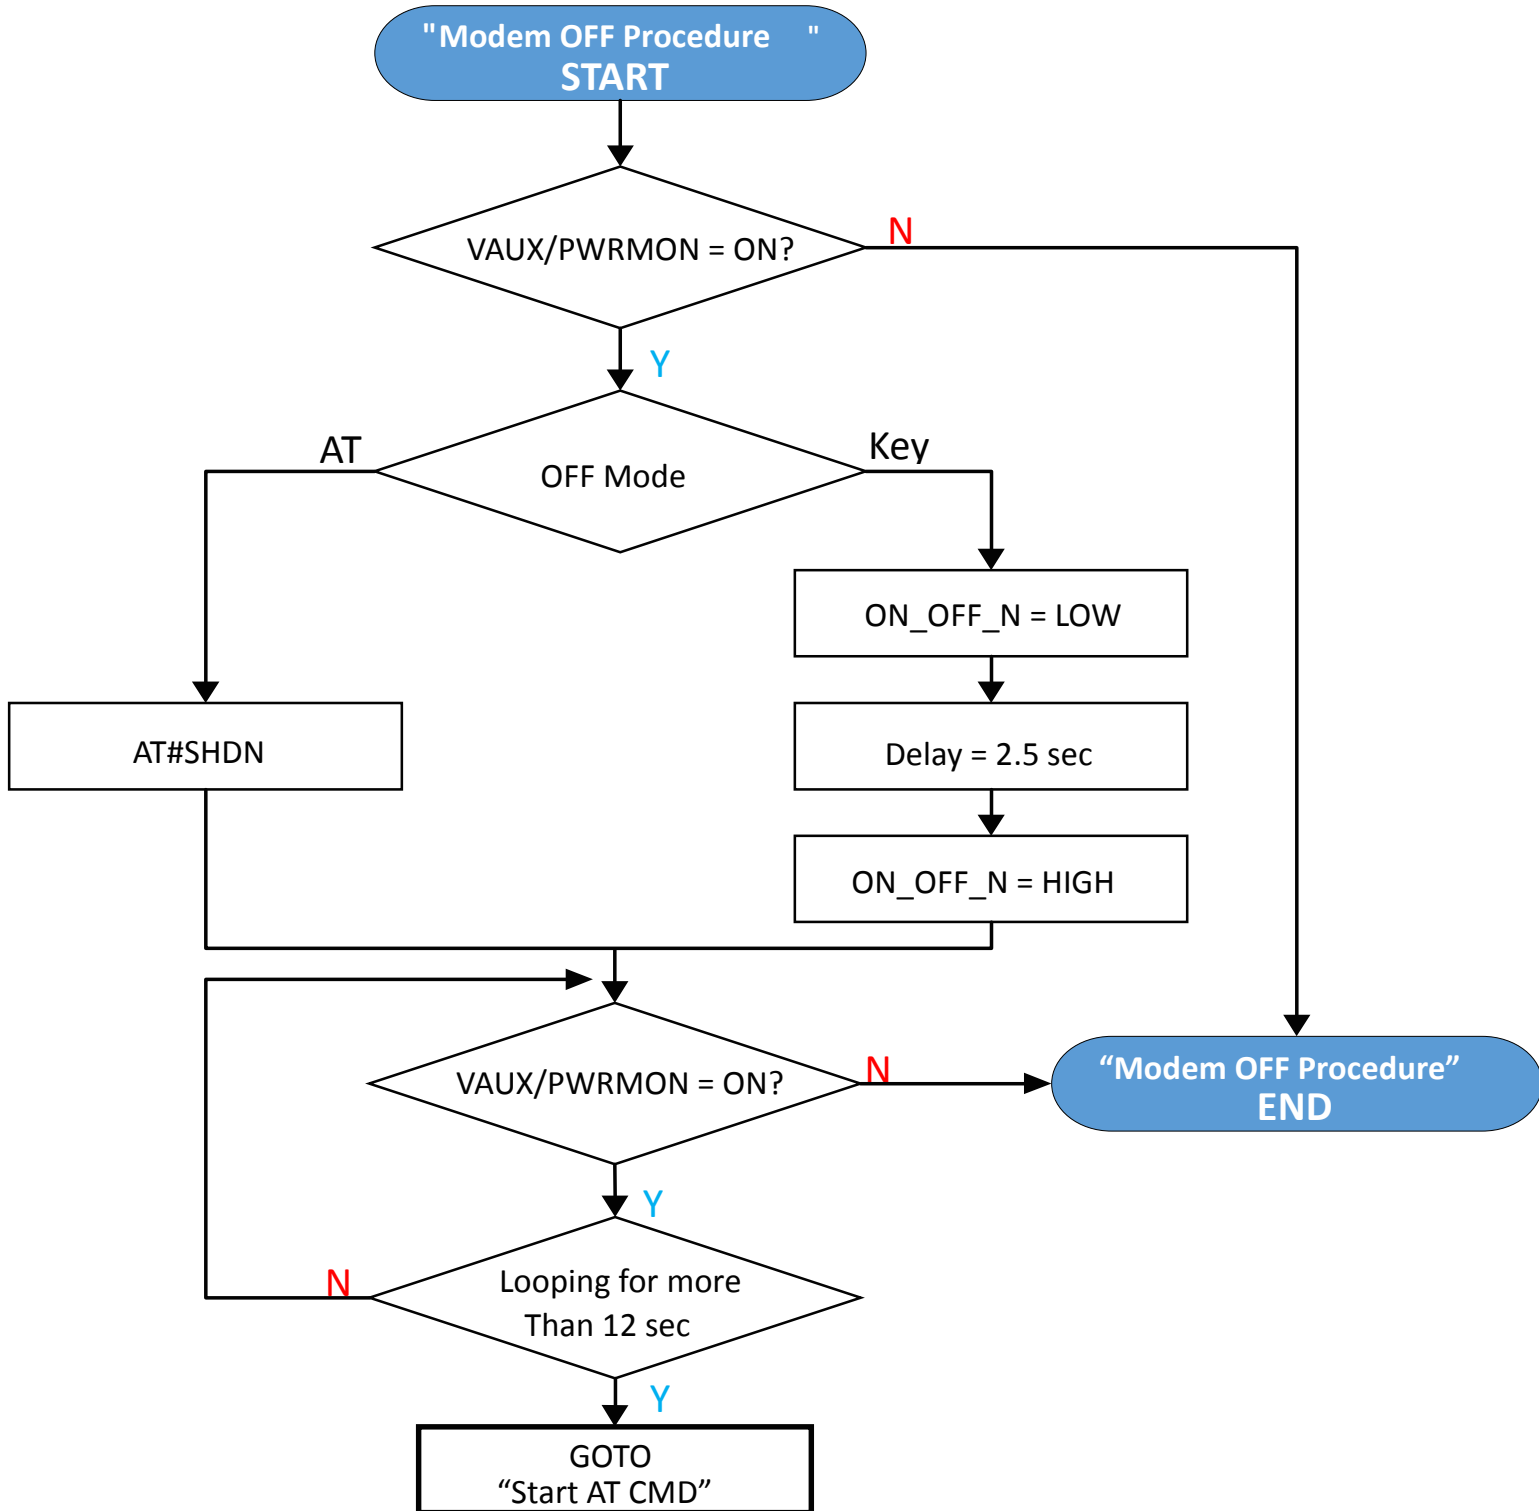 "Modem OFF Procedure "
START
VAUX/PWRMON = ON?
N
Y
AT
Key
OFF Mode
ON_OFF_N = LOW
AT#SHDN
Delay = 2.5 sec
ON_OFF_N = HIGH
VAUX/PWRMON = ON?
N
“Modem OFF Procedure”
END
Y
N
Looping for more
Than 12 sec
Y
GOTO
“Start AT CMD”